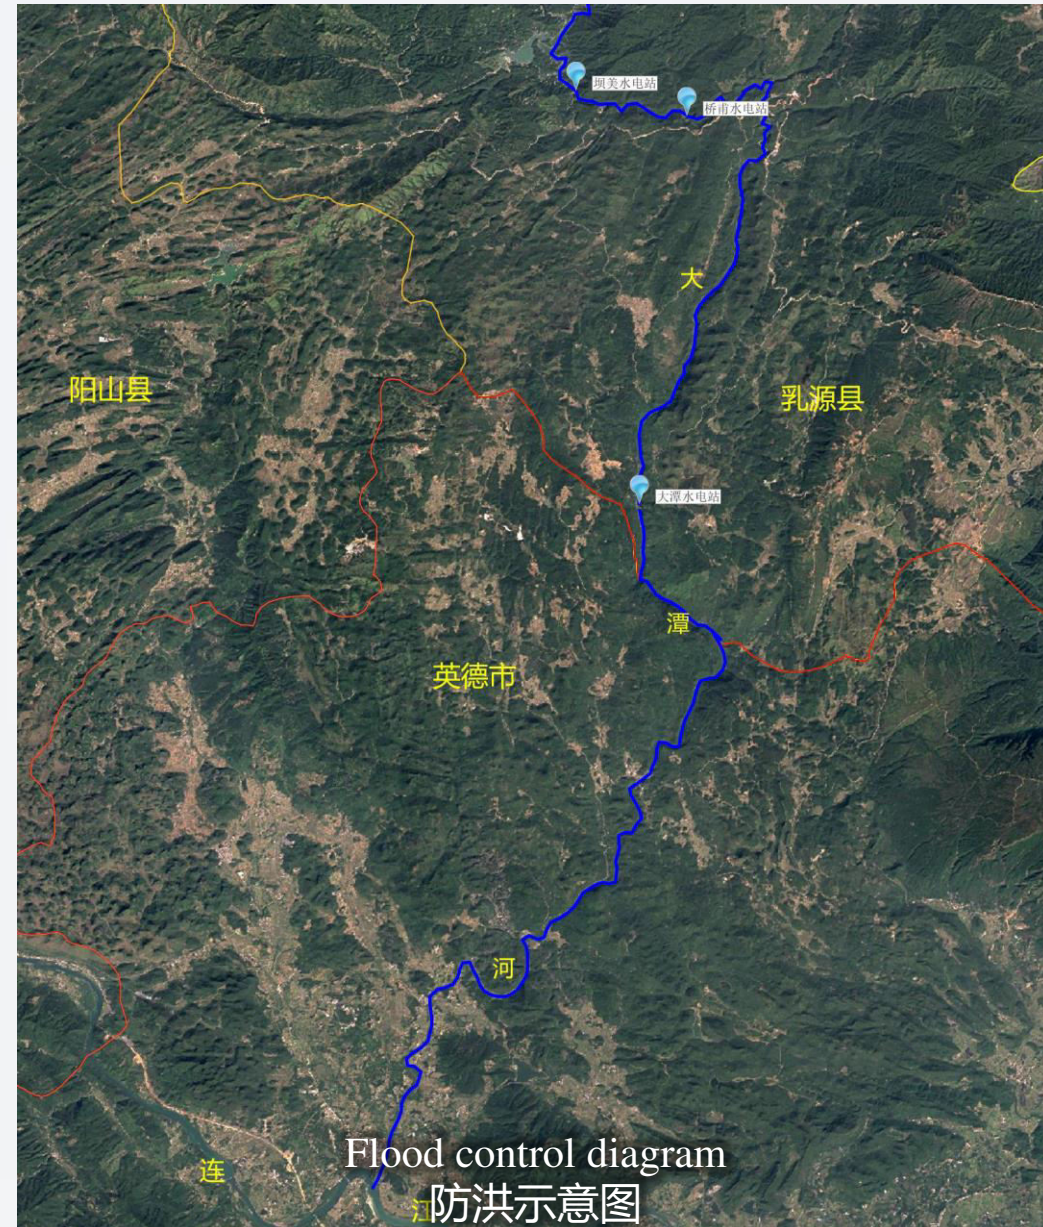 坝美水电站
桥甫水电站
大
阳山县
乳源县
大潭水电站
潭
英德市
河
Flood control diagram
连
江
防洪示意图